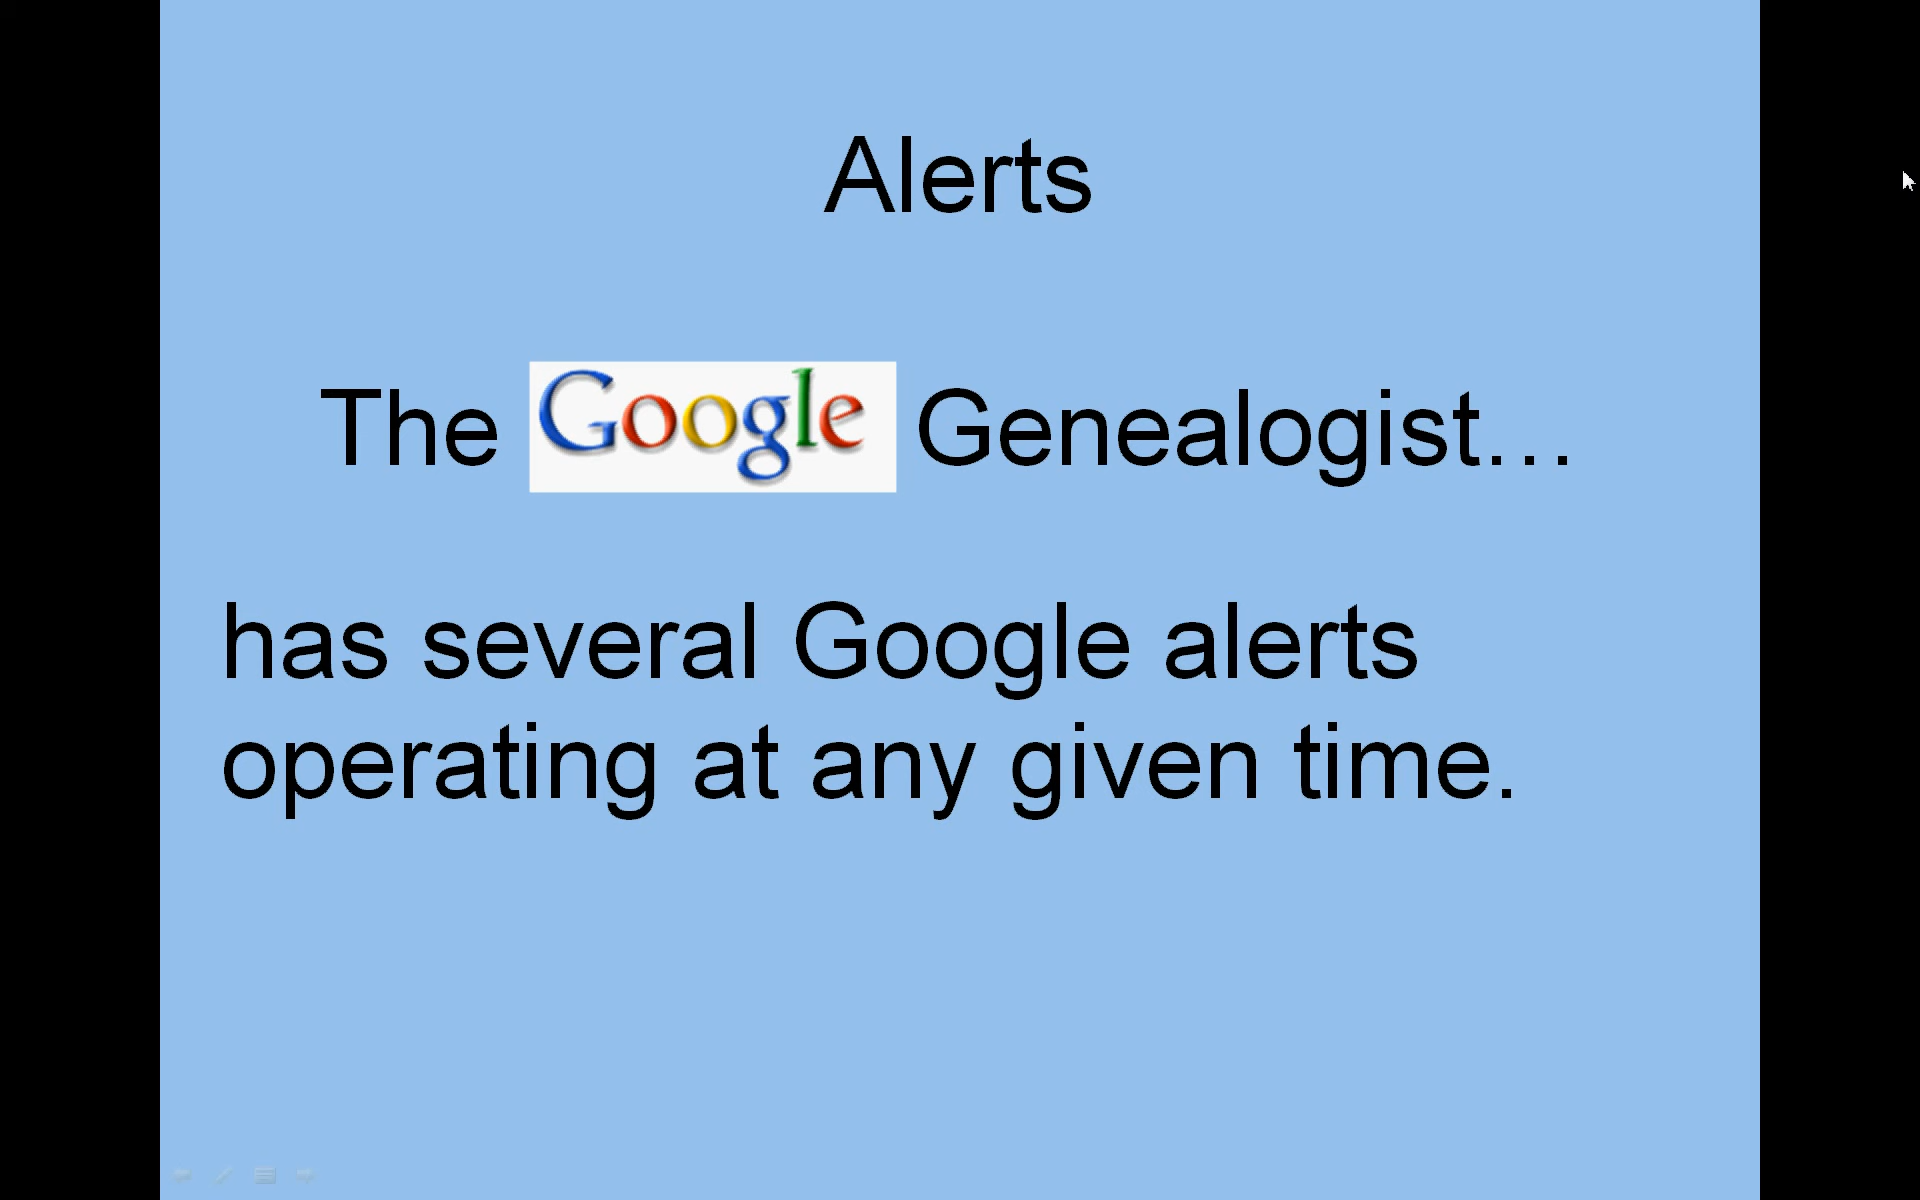 Alerts
The Google Genealogist...
has several Google alerts
operating at any given time.